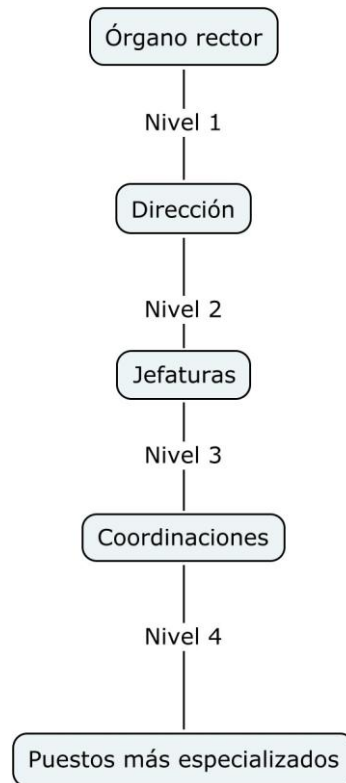 Órgano rector
Nivel 1
Dirección
Nivel 2
Jefaturas
Nivel 3
Coordinaciones
Nivel 4
Puestos más especializados